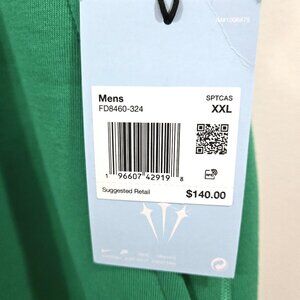 Mens
SPTCAS
FD8460-324
XXL
1 96607 42919 8
Suggested Retail
$140.00